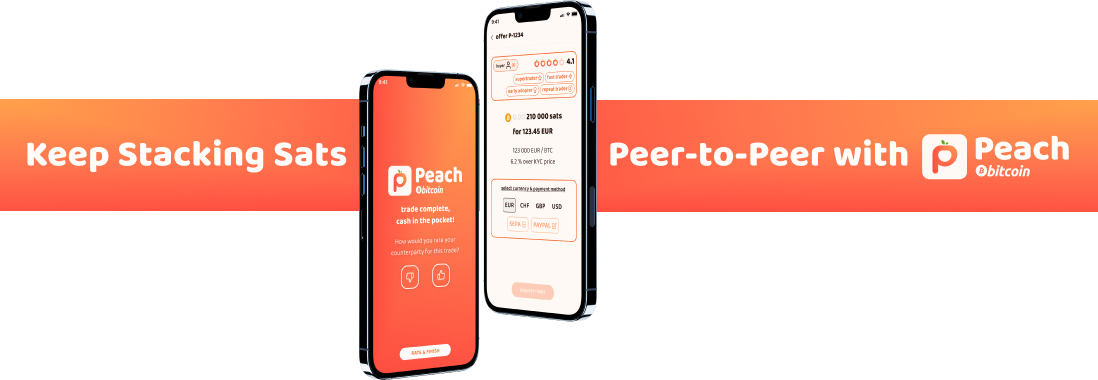 Keep Stacking Sats
9:41
Peach
bitcoin
trade complete,
cash in the pocket!
How would you rate your
counterparty for this trade?
RATE & FINISH
9:41
offer P-1234
buyer
4.1
supertrader
fast trader
early adopter
repeat trader
0.00 210 000 sats
for 123.45 EUR
123 000 EUR / BTC
6.2 % over KYC price
select currency & payment method
EUR CHF GBP USD
SEPA PAYPAL
Peer-to-Peer with
Peach
bitcoin